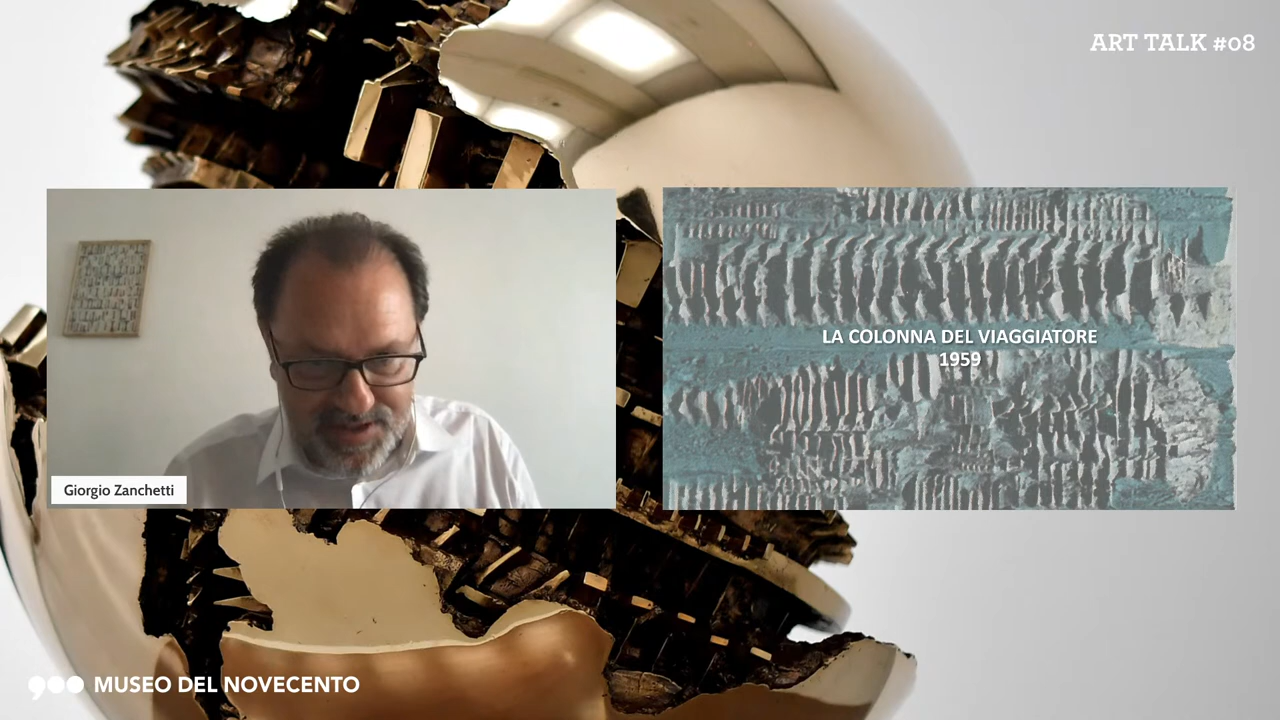 ART TALK #08
LA COLONNA DEL VIAGGIATORE
1959
Giorgio Zanchetti
MUSEO DEL NOVECENTO